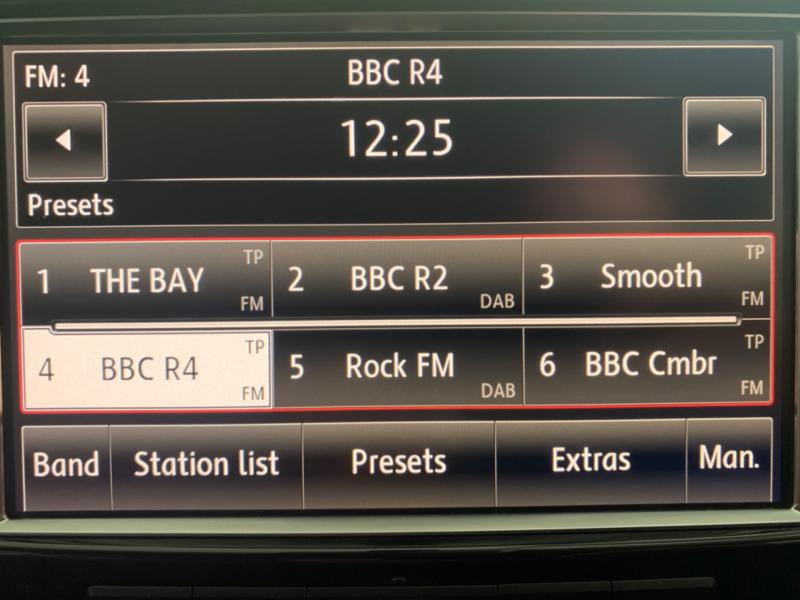 FM: 4 BBC R4
12:25
Presets
1 THE BAY TP FM
2 BBC R2 DAB
3 Smooth TP FM
4 BBC R4 TP FM
5 Rock FM DAB
6 BBC Cmbr TP FM
Band Station list Presets Extras Man.